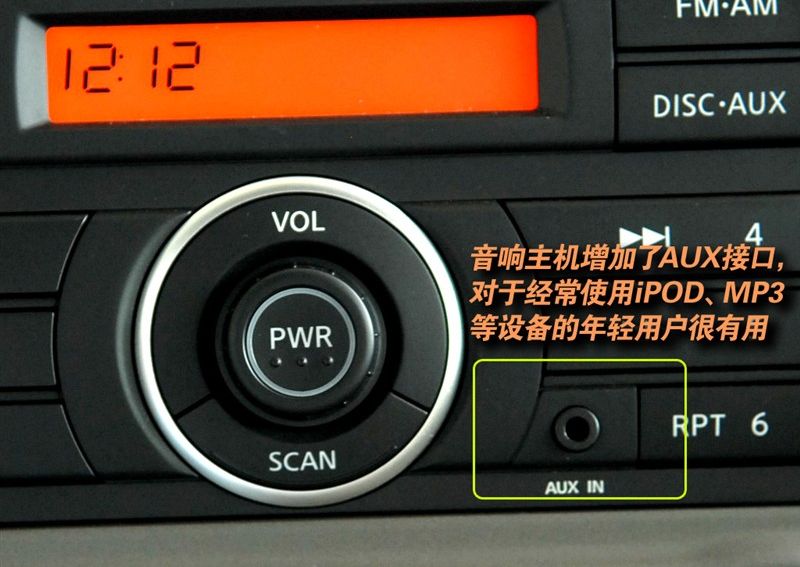 12:12
FM·AM
DISC·AUX
VOL
4
音响主机增加了AUX接口，
对于经常使用iPOD、MP3
等设备的年轻用户很有用
PWR
RPT 6
SCAN
AUX IN